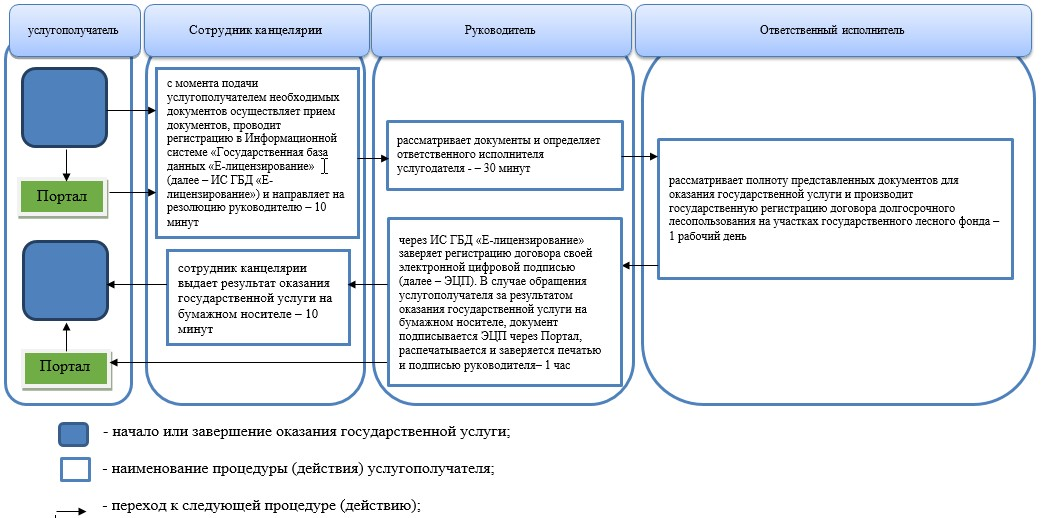 услугополучатель
Сотрудник канцелярии
Руководитель
Ответственный исполнитель
с момента подачи
услугополучателем необходимых
документов осуществляет прием
документов, проводит
регистрацию в Информационной
системе «Государственная база
данных «Е-лицензирование»
(далее – ИС ГБД «Е-
лицензирование») и направляет на
резолюцию руководителю – 10
минут
рассматривает документы и определяет
ответственного исполнителя
услугодателя - – 30 минут
рассматривает полноту представленных документов для
оказания государственной услуги и производит
государственную регистрацию договора долгосрочного
лесопользования на участках государственного лесного фонда –
1 рабочий день
Портал
через ИС ГБД «Е-лицензирование»
заверяет регистрацию договора своей
электронной цифровой подписью
(далее – ЭЦП). В случае обращения
услугополучателя за результатом
оказания государственной услуги на
бумажном носителе, документ
подписывается ЭЦП через Портал,
распечатывается и заверяется печатью
и подписью руководителя– 1 час
сотрудник канцелярии
выдает результат оказания
государственной услуги на
бумажном носителе – 10
минут
Портал
- начало или завершение оказания государственной услуги;
- наименование процедуры (действия) услугополучателя;
- переход к следующей процедуре (действию);